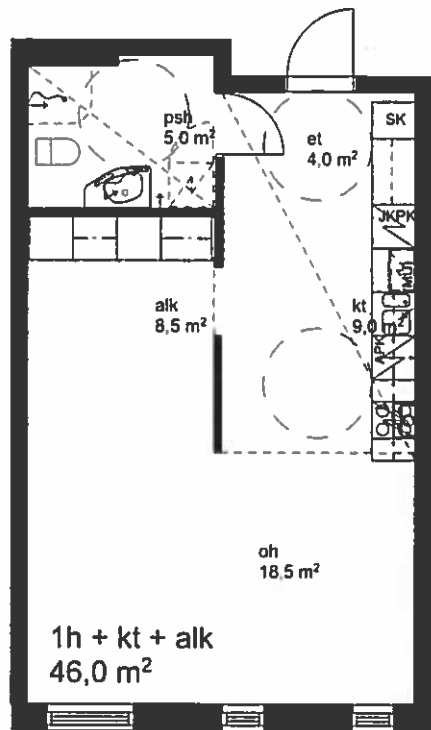 psh
5,0 m²
et
4,0 m²
SK
JKPK
MU
alk
8,5 m²
kt
9,0 m²
APK
oh
18,5 m²
1h + kt + alk
46,0 m²